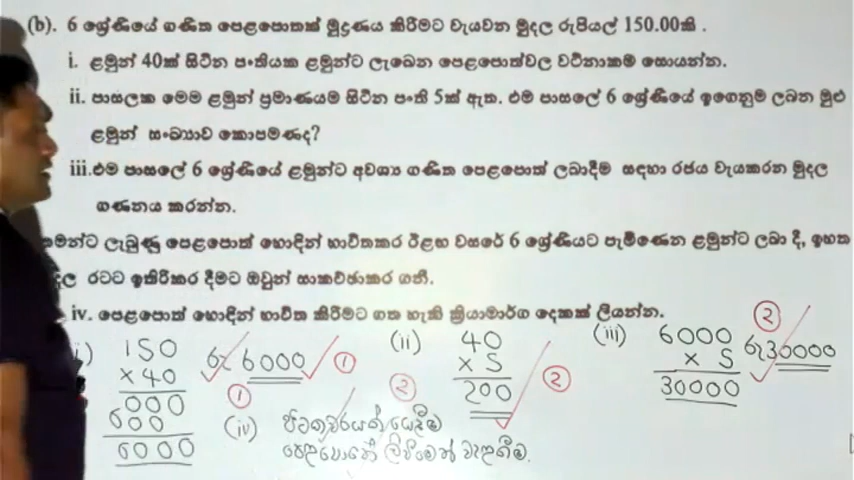 (b). 6 ශ්‍රේණියේ ගණිත පෙළපොතක් මුද්‍රණය කිරීමට වැයවන මුදල රුපියල් 150.00කි .
i. ළමුන් 40ක් සිටින පංතියක ළමුන්ට ලැබෙන පෙළපොත්වල වටිනාකම සොයන්න.
ii. පාසලක මෙම ළමුන් ප්‍රමාණයම සිටින පංති 5ක් ඇත. එම පාසලේ 6 ශ්‍රේණියේ ඉගෙනුම ලබන මුළු
ළමුන් සංඛ්‍යාව කොපමණද?
iii.එම පාසලේ 6 ශ්‍රේණියේ ළමුන්ට අවශ්‍ය ගණිත පෙළපොත් ලබාදීම සඳහා රජය වැයකරන මුදල
ගණනය කරන්න.
තමන්ට ලැබුණු පෙළපොත් හොඳින් භාවිතකර ඊළඟ වසරේ 6 ශ්‍රේණියට පැමිණෙන ළමුන්ට ලබා දී, ඉහත
රටට ඉතිරිකර දීමට ඔවුන් සාකච්ඡාකර ගනී.
iv. පෙළපොත් හොඳින් භාවිත කිරීමට ගත හැකි ක්‍රියාමාර්ග දෙකක් ලියන්න.
150
×40
000
600
6000
රු 6000 ①
①
(ii) 40
× 5
200 ②
(iii) 6000
× 5
30000
රු30000 ②
②
(iv) පිටකවරයක් යෙදීම
පෙළපොතේ ලිවීමෙන් වැළකීම.